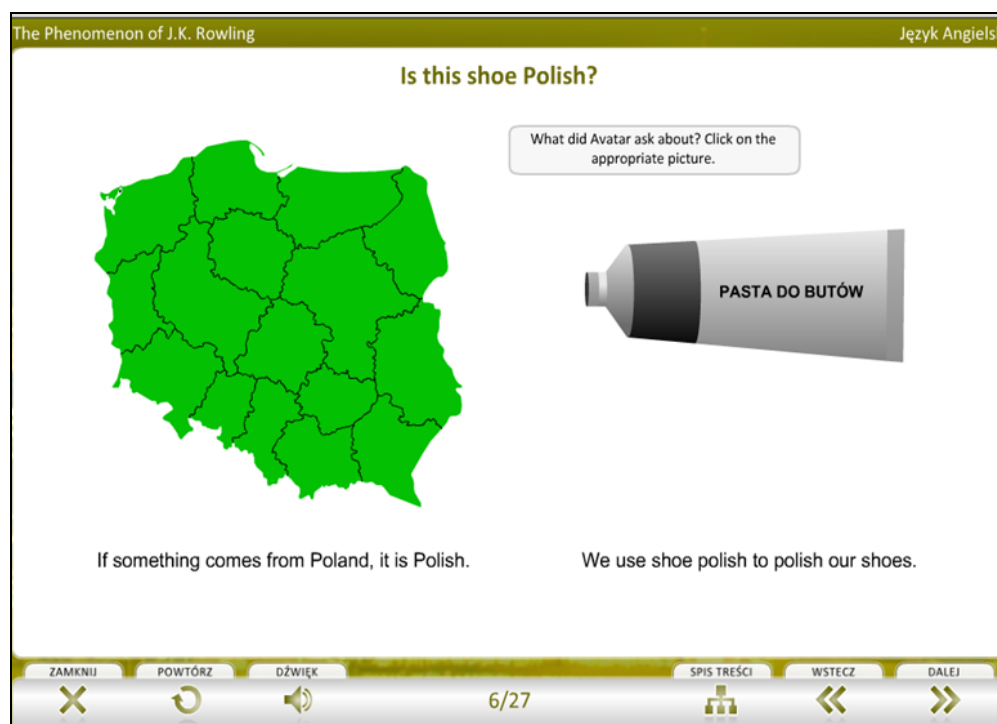 The Phenomenon of J.K. Rowling
Język Angiels
Is this shoe Polish?
What did Avatar ask about? Click on the
appropriate picture.
PASTA DO BUTÓW
If something comes from Poland, it is Polish.
We use shoe polish to polish our shoes.
ZAMKNIJ
POWTÓRZ
DŹWIĘK
6/27
SPIS TREŚCI
WSTECZ
DALEJ